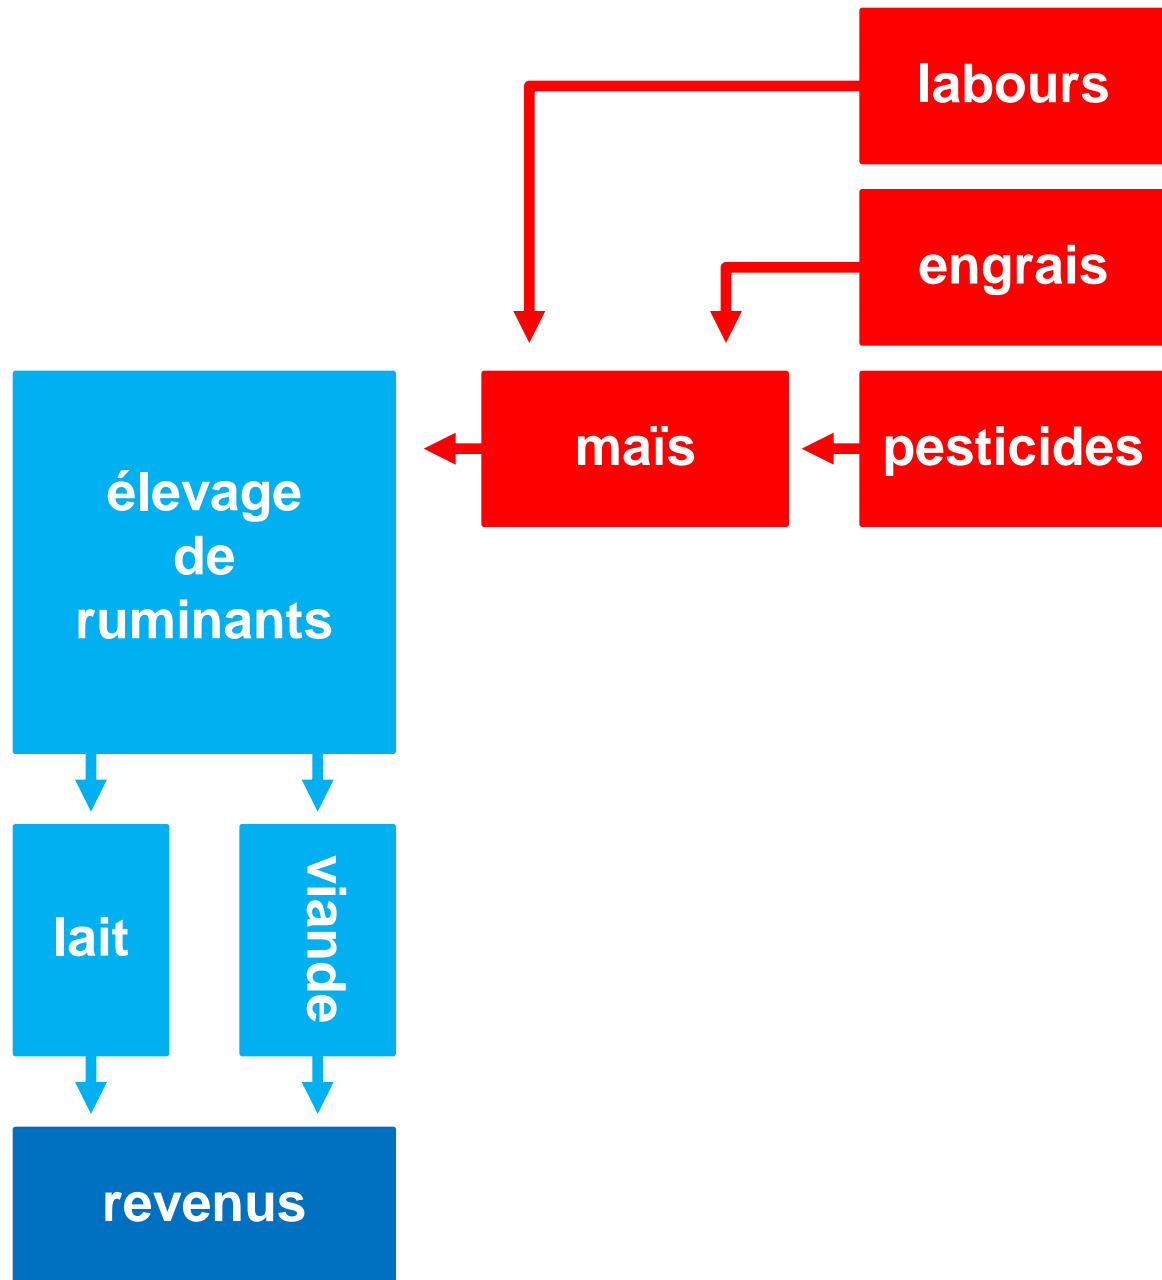 labours
engrais
maïs
pesticides
élevage
de
ruminants
lait
viande
revenus